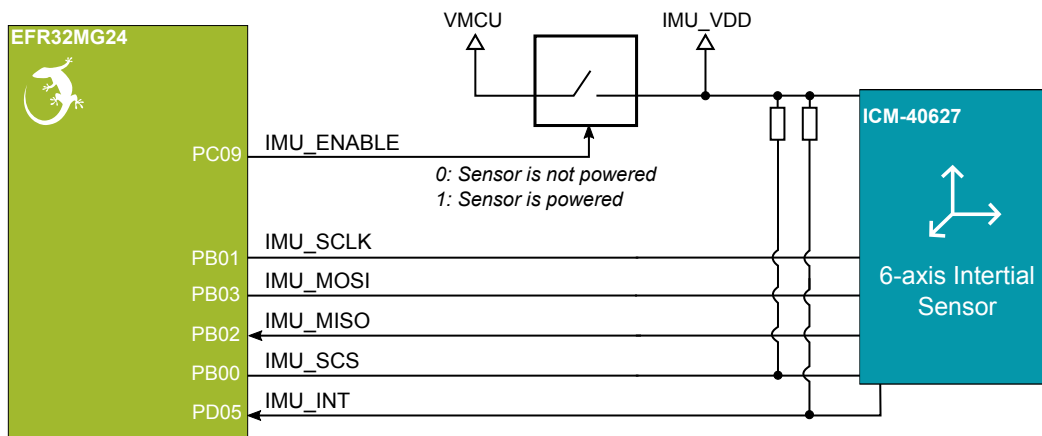 EFR32MG24
VMCU
IMU_VDD
ICM-40627
PC09
IMU_ENABLE
0: Sensor is not powered
1: Sensor is powered
PB01
IMU_SCLK
PB03
IMU_MOSI
PB02
IMU_MISO
PB00
IMU_SCS
PD05
IMU_INT
6-axis Intertial
Sensor